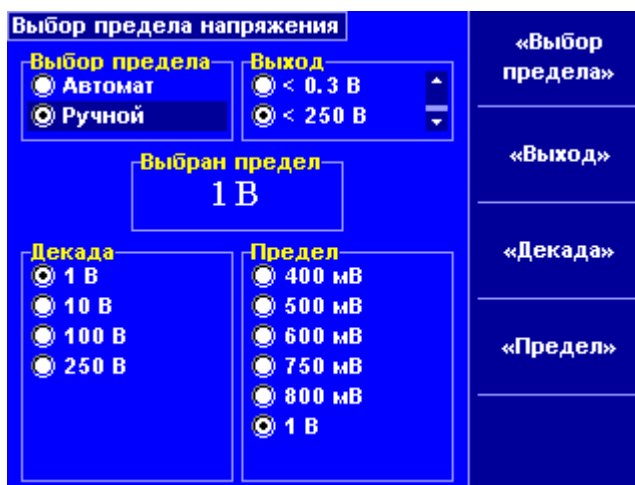 Выбор предела напряжения
Выбор предела
Автомат
Ручной
Выход
< 0.3 В
< 250 В
Выбран предел
1 В
Декада
1 В
10 В
100 В
250 В
Предел
400 мВ
500 мВ
600 мВ
750 мВ
800 мВ
1 В
«Выбор
предела»
«Выход»
«Декада»
«Предел»